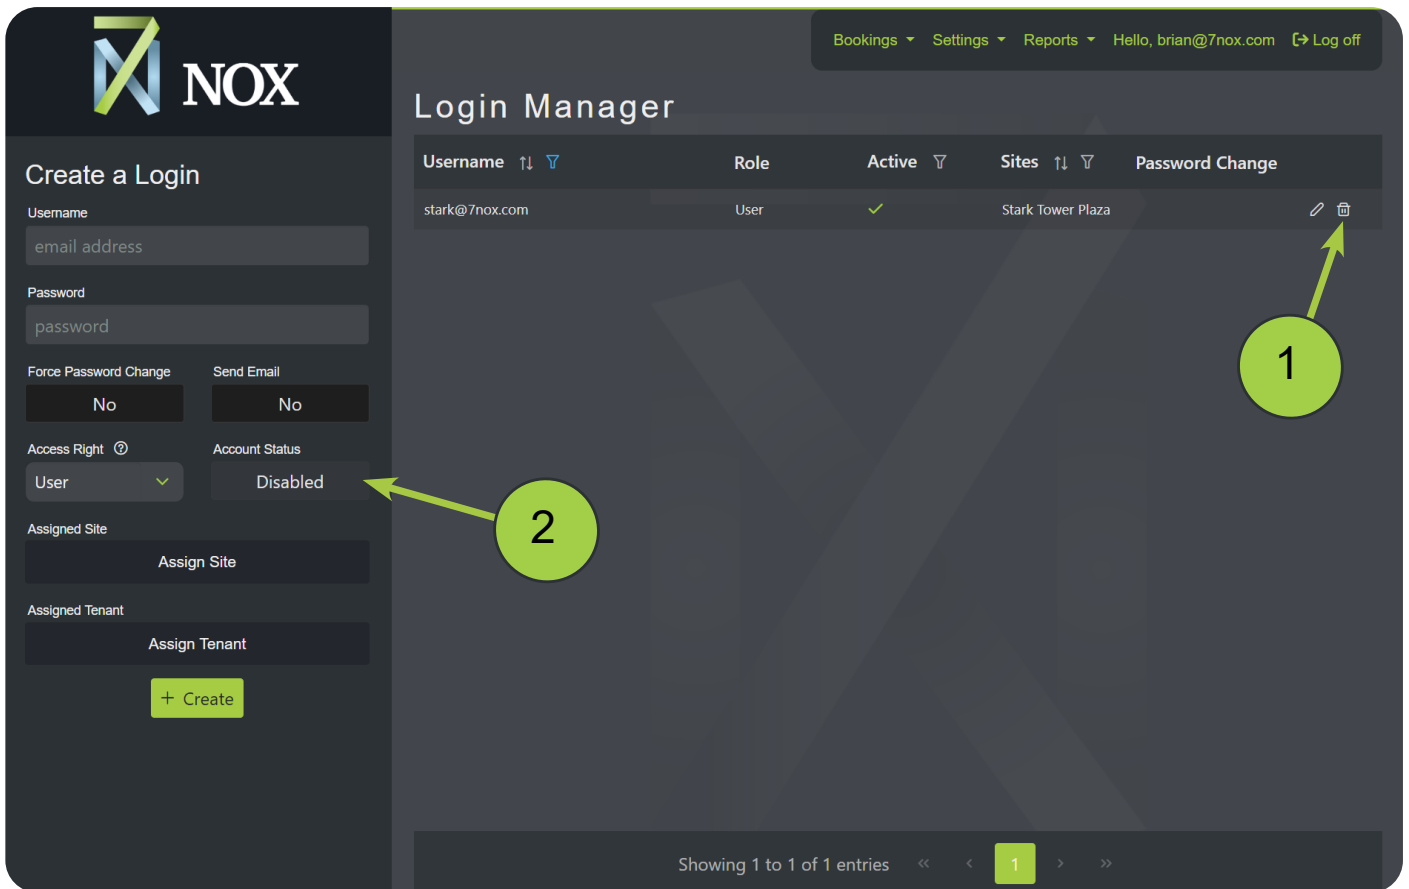 7 NOX
Bookings Settings Reports Hello, brian@7nox.com Log off
Login Manager
Create a Login
Username
email address
Password
password
Force Password Change Send Email
No No
Access Right Account Status
User Disabled
Assigned Site
Assign Site
Assigned Tenant
Assign Tenant
+ Create
Username Role Active Sites Password Change
stark@7nox.com User Stark Tower Plaza
1
2
Showing 1 to 1 of 1 entries « ‹ 1 › »